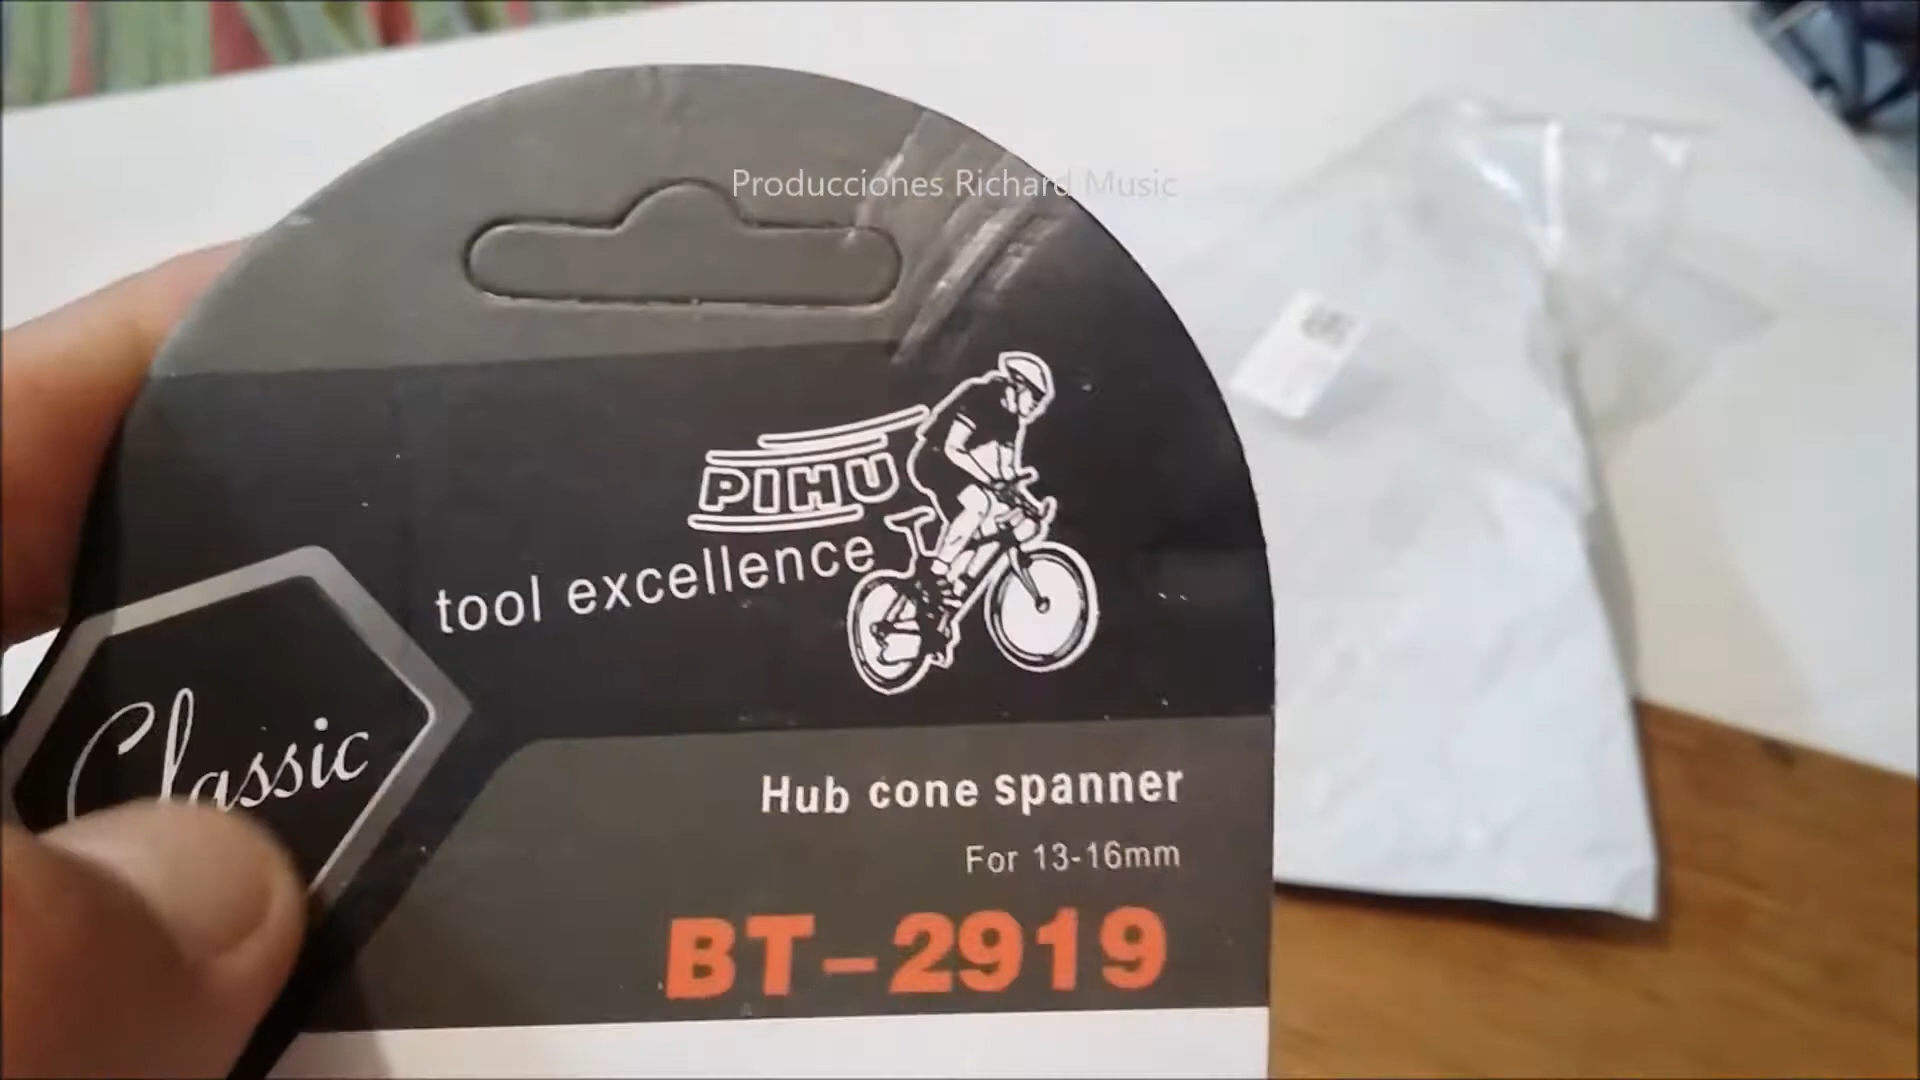 Producciones Richard Music
PIHU
tool excellence
Classic
Hub cone spanner
For 13-16mm
BT-2919